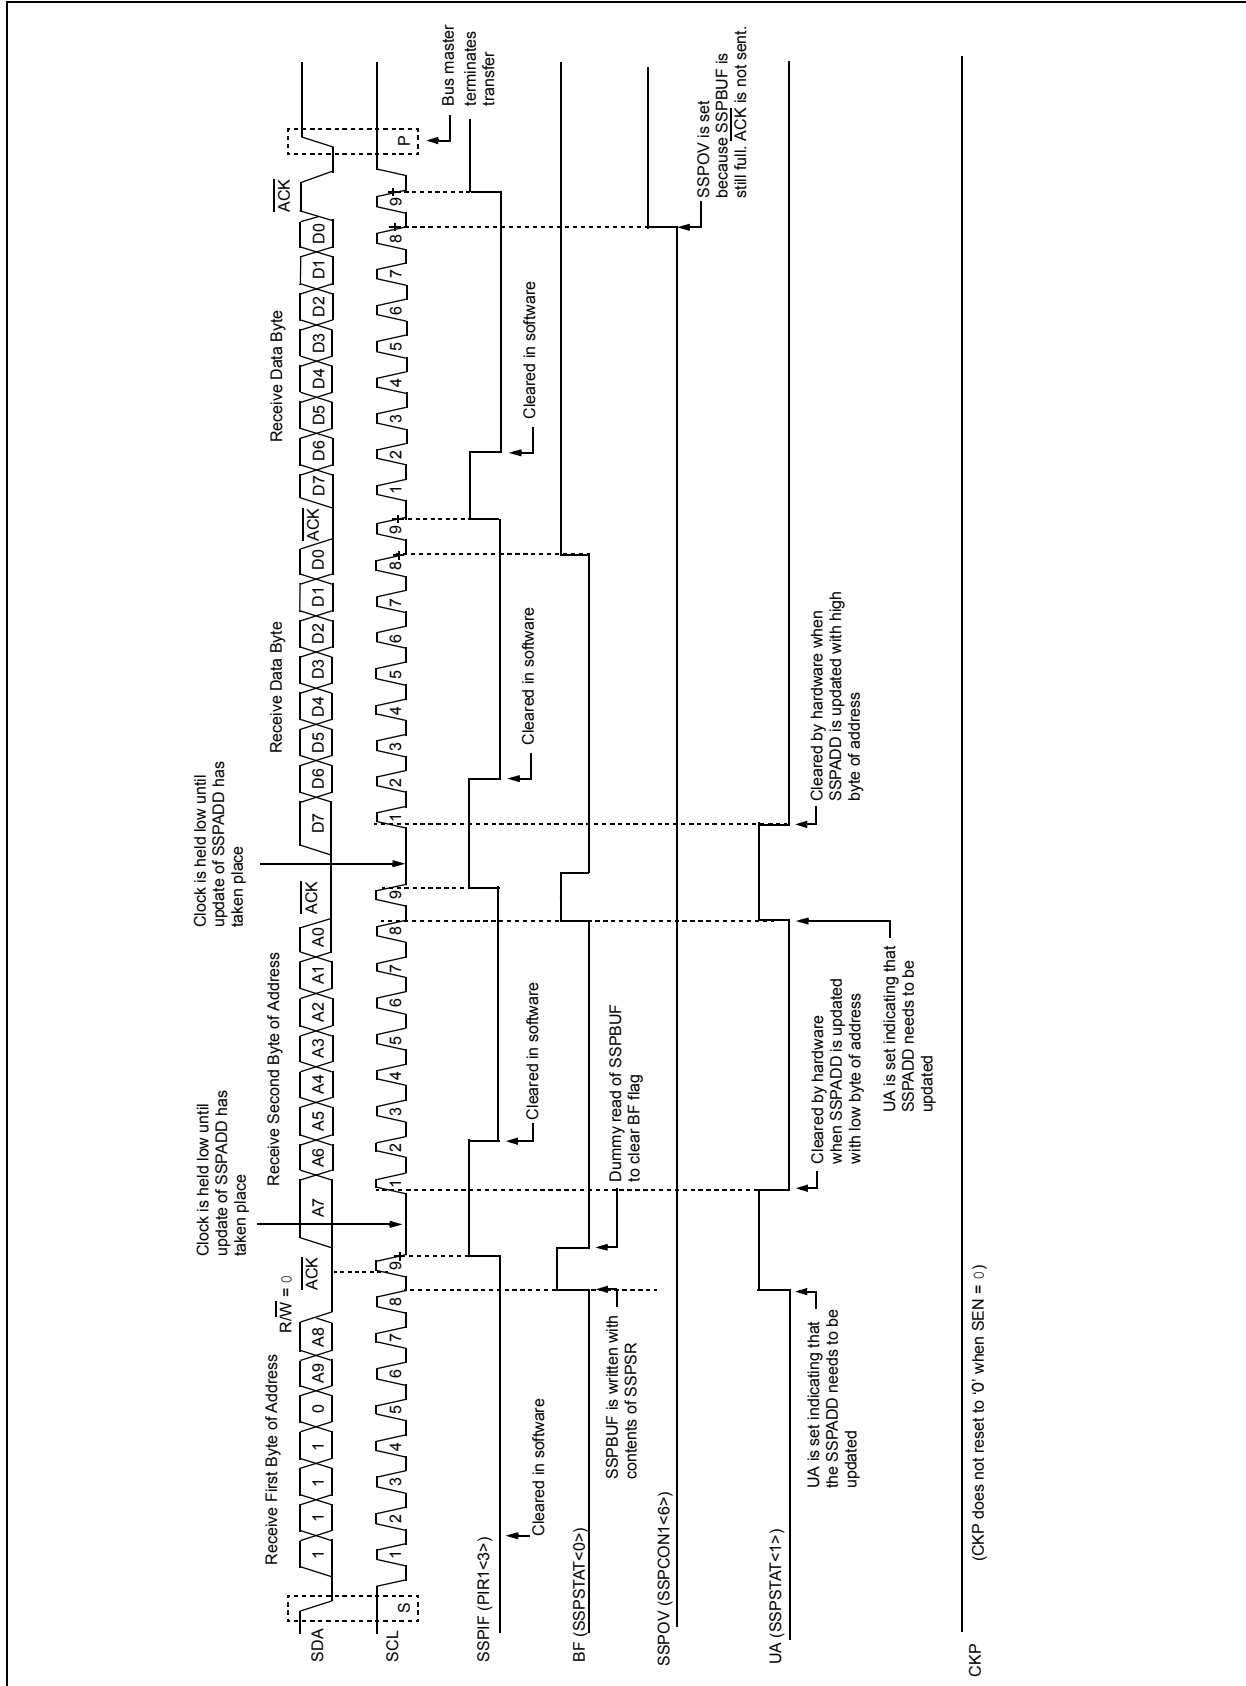 Clock is held low until
update of SSPADD has
taken place
Clock is held low until
update of SSPADD has
taken place
Receive First Byte of Address
R/W = 0
Receive Second Byte of Address
Receive Data Byte
Receive Data Byte
ACK
ACK
ACK
ACK
SDA
1 1 1 1 0 A9 A8
A7 A6 A5 A4 A3 A2 A1 A0
D7 D6 D5 D4 D3 D2 D1 D0
D7 D6 D5 D4 D3 D2 D1 D0
SCL
S
1 2 3 4 5 6 7 8 9
1 2 3 4 5 6 7 8 9
1 2 3 4 5 6 7 8 9
1 2 3 4 5 6 7 8 9
P
Bus master
terminates
transfer
SSPIF (PIR1<3>)
Cleared in software
Cleared in software
Cleared in software
Cleared in software
BF (SSPSTAT<0>)
SSPBUF is written with
contents of SSPSR
Dummy read of SSPBUF
to clear BF flag
SSPOV (SSPCON1<6>)
SSPOV is set
because SSPBUF is
still full. ACK is not sent.
UA (SSPSTAT<1>)
UA is set indicating that
the SSPADD needs to be
updated
Cleared by hardware
when SSPADD is updated
with low byte of address
UA is set indicating that
SSPADD needs to be
updated
Cleared by hardware when
SSPADD is updated with high
byte of address
CKP
(CKP does not reset to ‘0’ when SEN = 0)